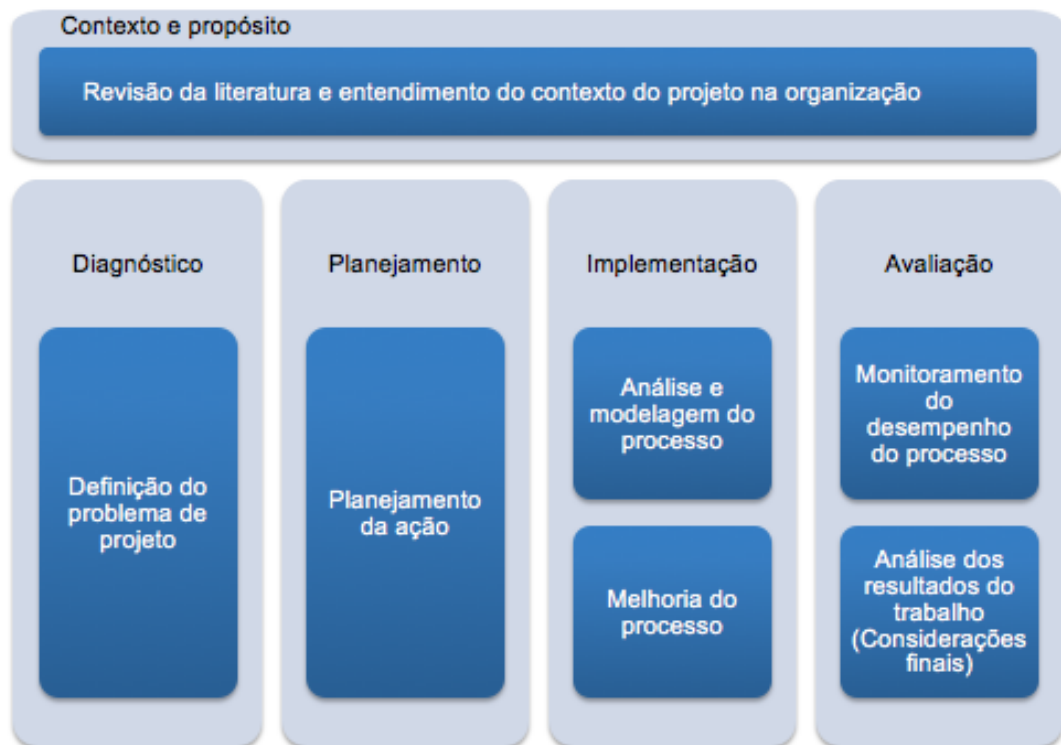 Contexto e propósito
Revisão da literatura e entendimento do contexto do projeto na organização
Diagnóstico
Definição do
problema de
projeto
Planejamento
Planejamento
da ação
Implementação
Análise e
modelagem do
processo
Melhoria do
processo
Avaliação
Monitoramento
do
desempenho
do processo
Análise dos
resultados do
trabalho
(Considerações
finais)